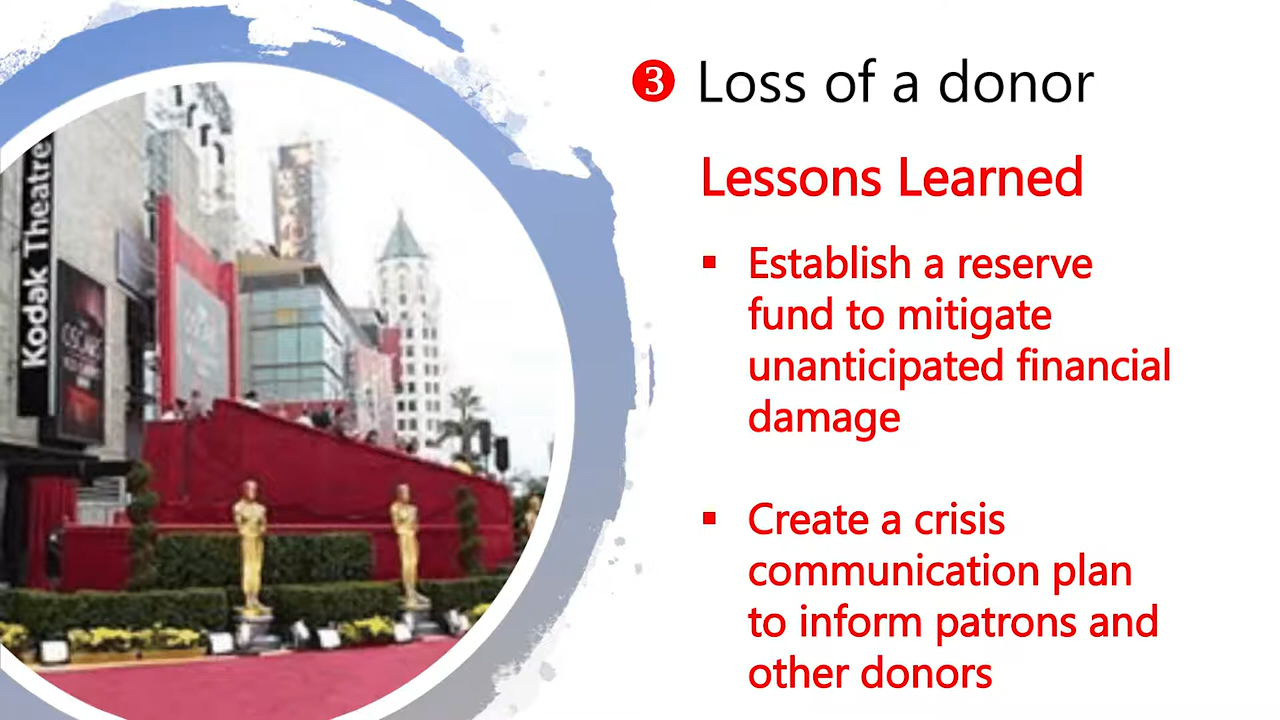 ❸ Loss of a donor
Lessons Learned
▪ Establish a reserve
fund to mitigate
unanticipated financial
damage
▪ Create a crisis
communication plan
to inform patrons and
other donors
Kodak Theatre
OSCARS